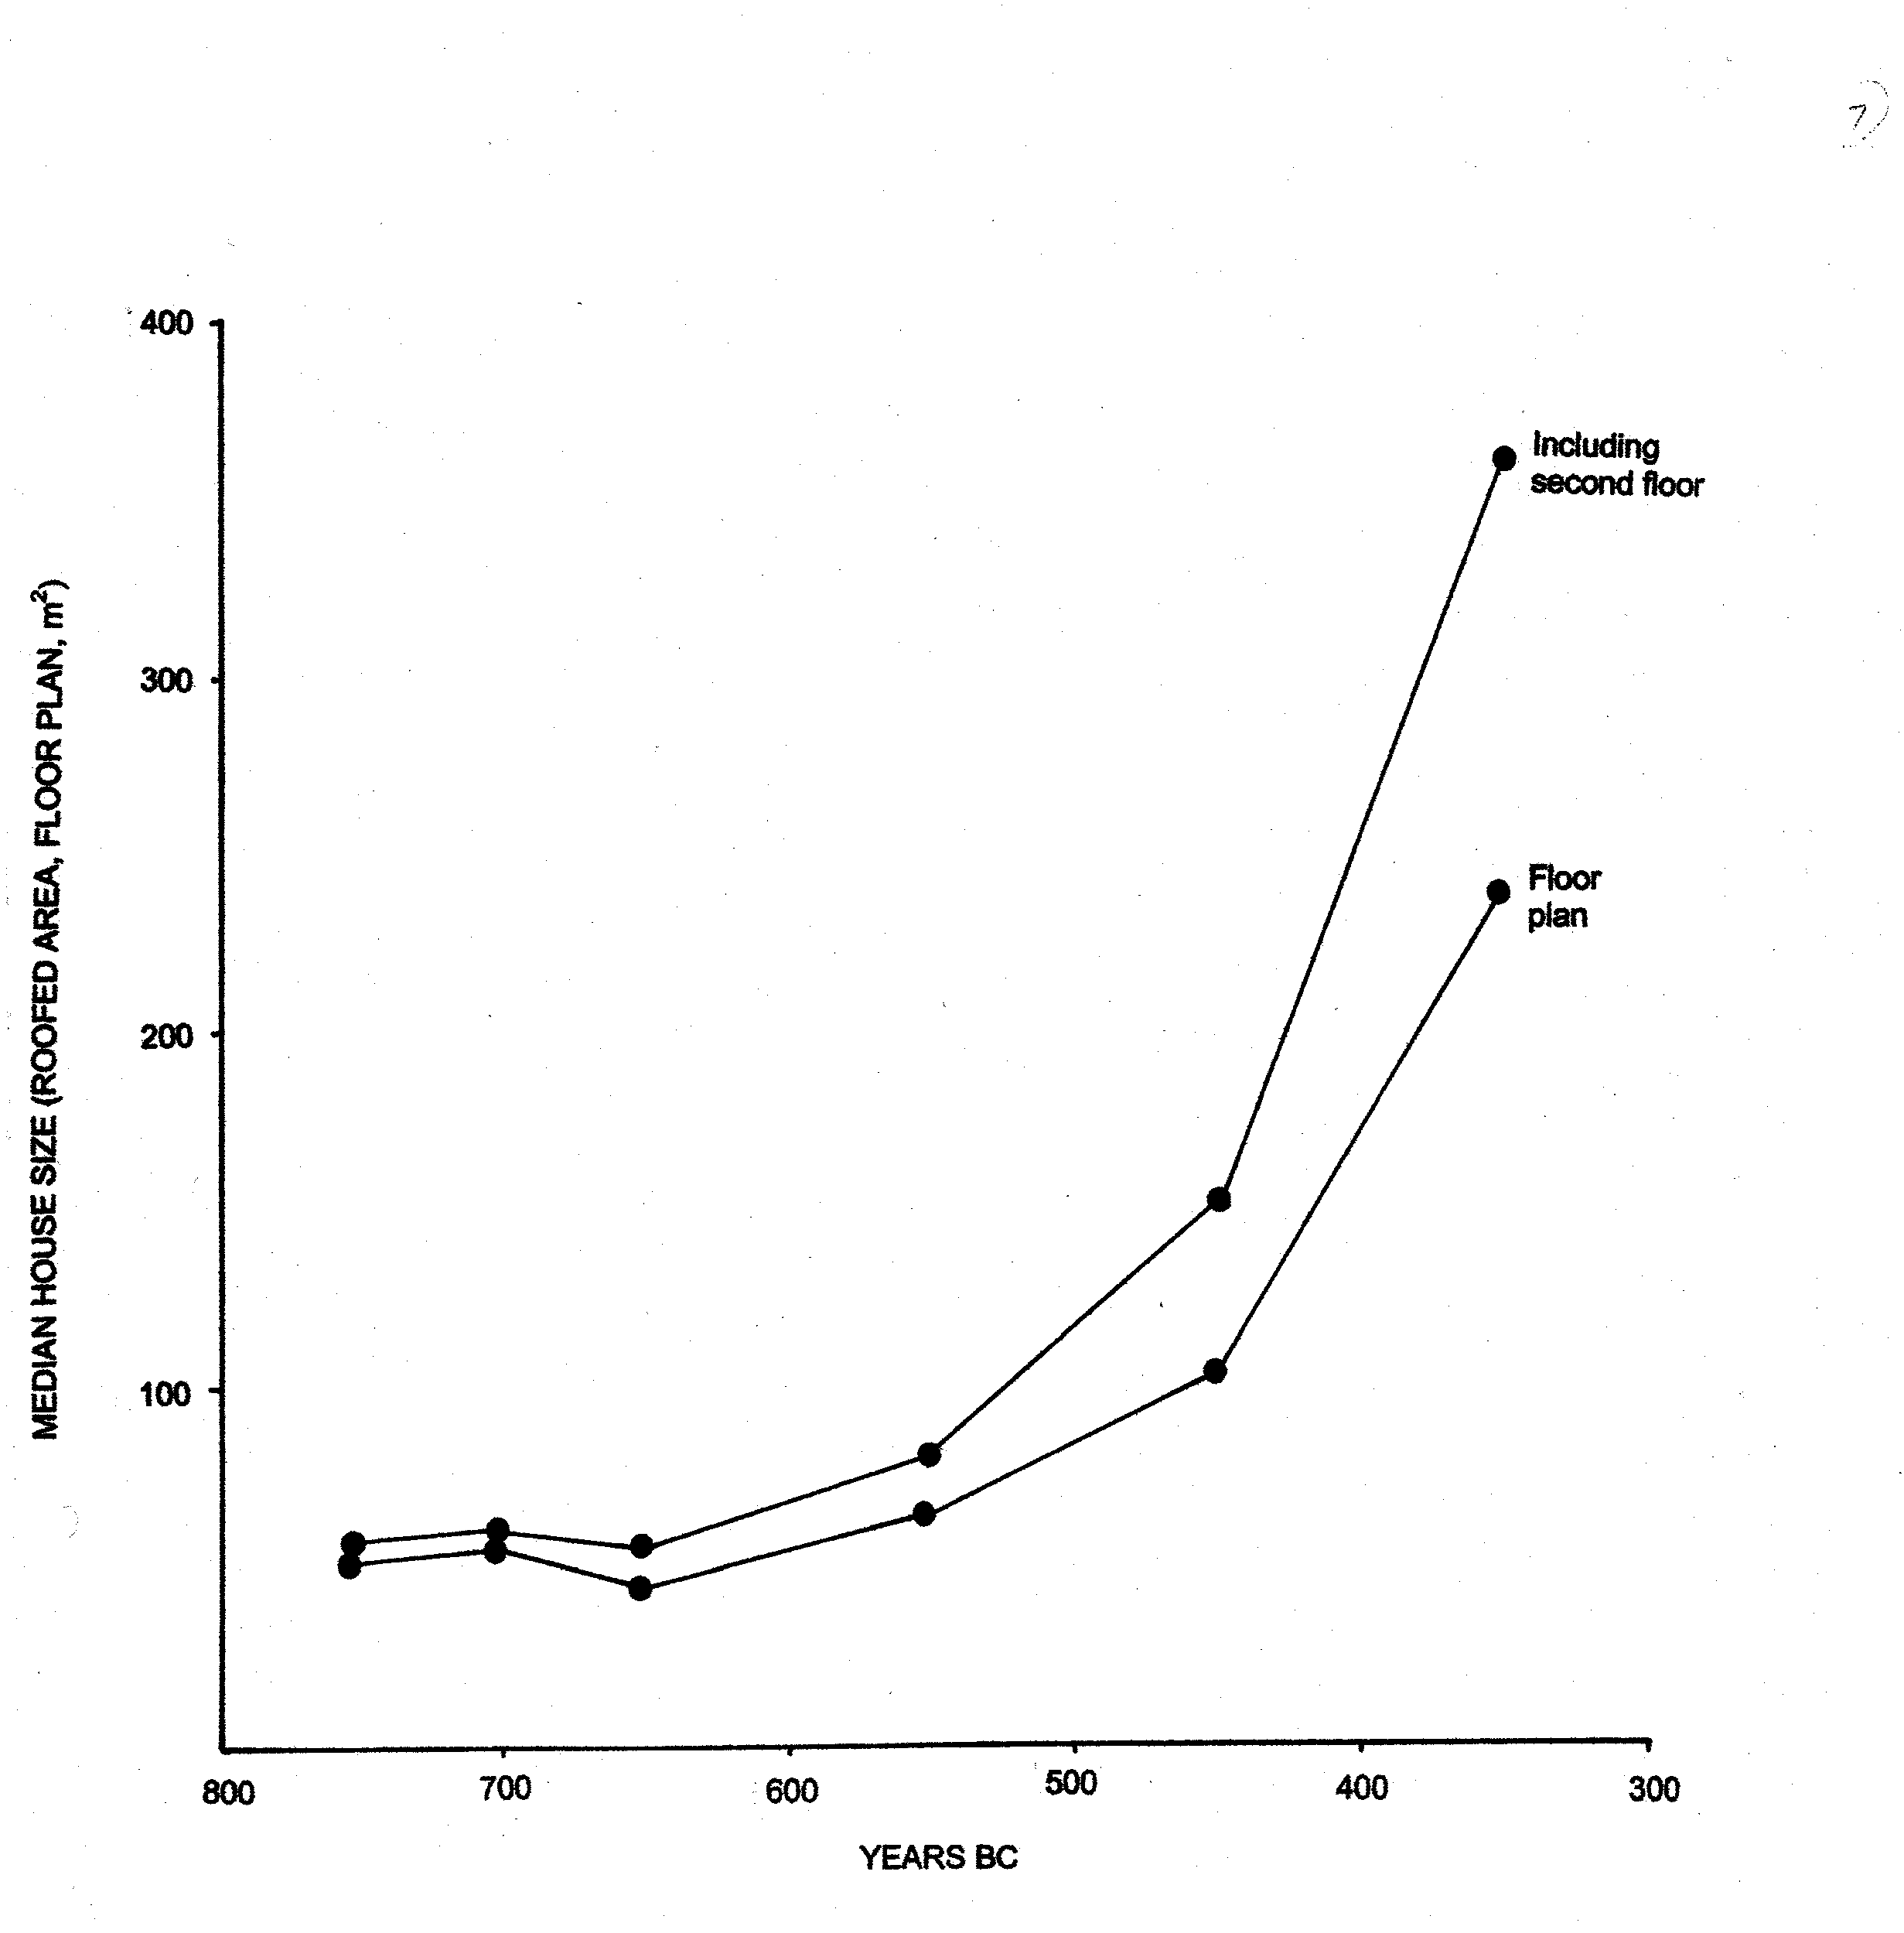 7
400
300
200
100
MEDIAN HOUSE SIZE (ROOFED AREA, FLOOR PLAN, m²)
Including
second floor
Floor
plan
800
700
600
500
400
300
YEARS BC